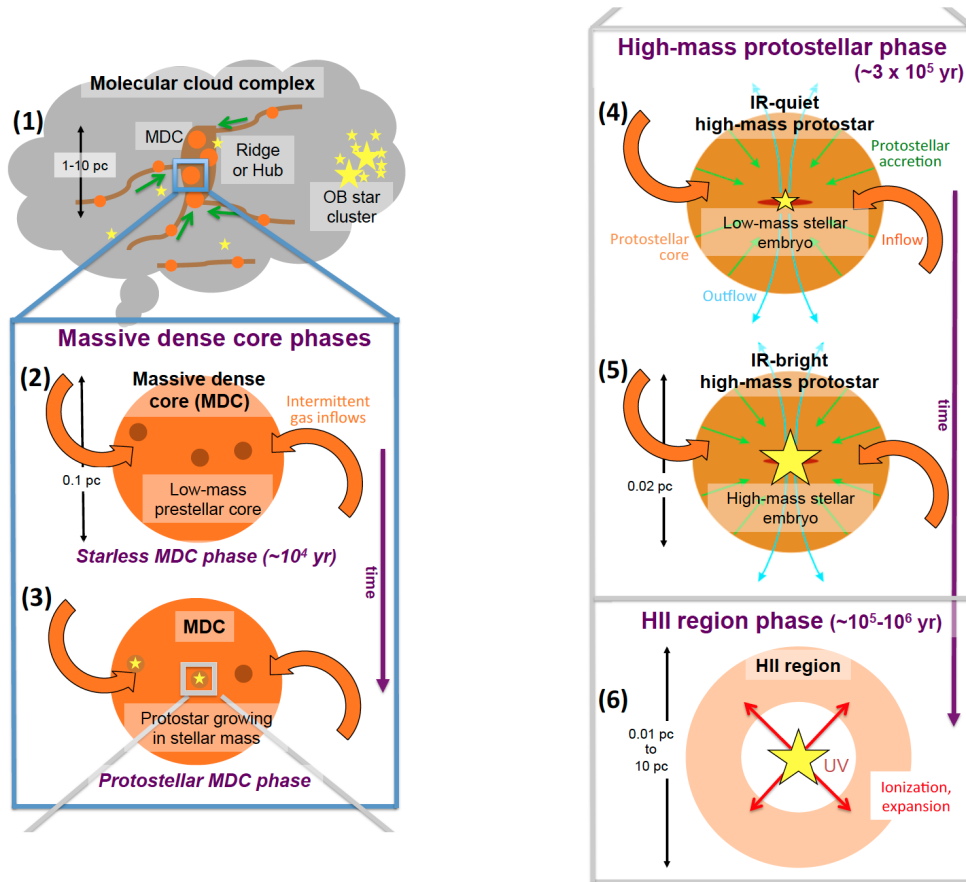 Molecular cloud complex
(1)
MDC
1-10 pc
Ridge
or Hub
OB star
cluster
Massive dense core phases
(2)
Massive dense
core (MDC)
Intermittent
gas inflows
0.1 pc
Low-mass
prestellar core
Starless MDC phase (~10⁴ yr)
time
(3)
MDC
Protostar growing
in stellar mass
Protostellar MDC phase
High-mass protostellar phase
(~3 x 10⁵ yr)
(4)
IR-quiet
high-mass protostar
Protostellar
accretion
Low-mass stellar
embryo
Protostellar
core
Inflow
Outflow
(5)
IR-bright
high-mass protostar
time
0.02 pc
High-mass stellar
embryo
HII region phase (~10⁵-10⁶ yr)
HII region
(6)
0.01 pc
to
10 pc
UV
Ionization,
expansion